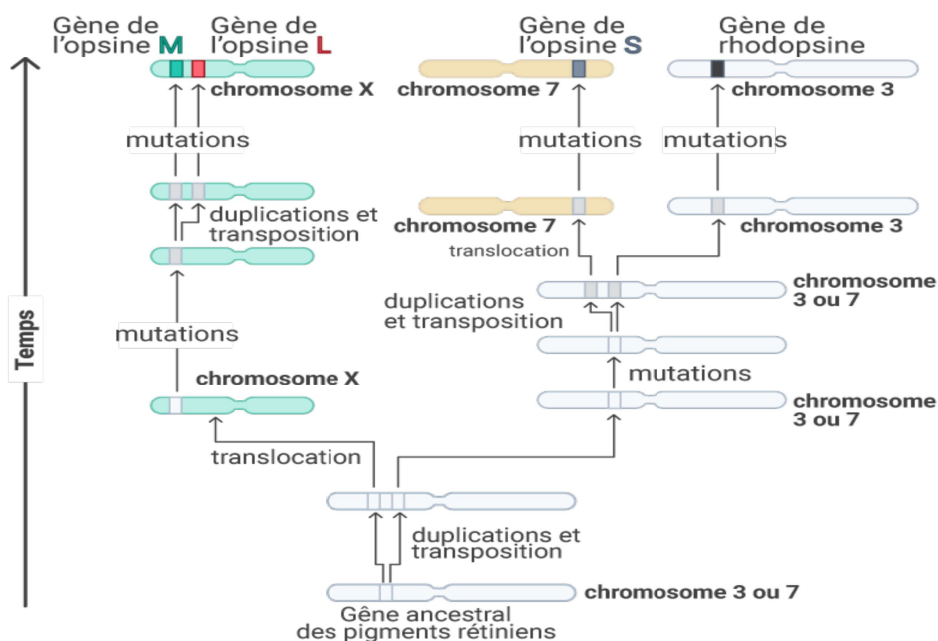 Gène de
l'opsine M
Gène de
l'opsine L
Gène de
l'opsine S
Gène de
rhodopsine
chromosome X
chromosome 7
chromosome 3
mutations
mutations
mutations
duplications et
transposition
chromosome 7
chromosome 3
translocation
chromosome
3 ou 7
duplications
et transposition
Temps
mutations
chromosome X
mutations
chromosome
3 ou 7
translocation
duplications et
transposition
chromosome 3 ou 7
Gêne ancestral
des pigments rétiniens